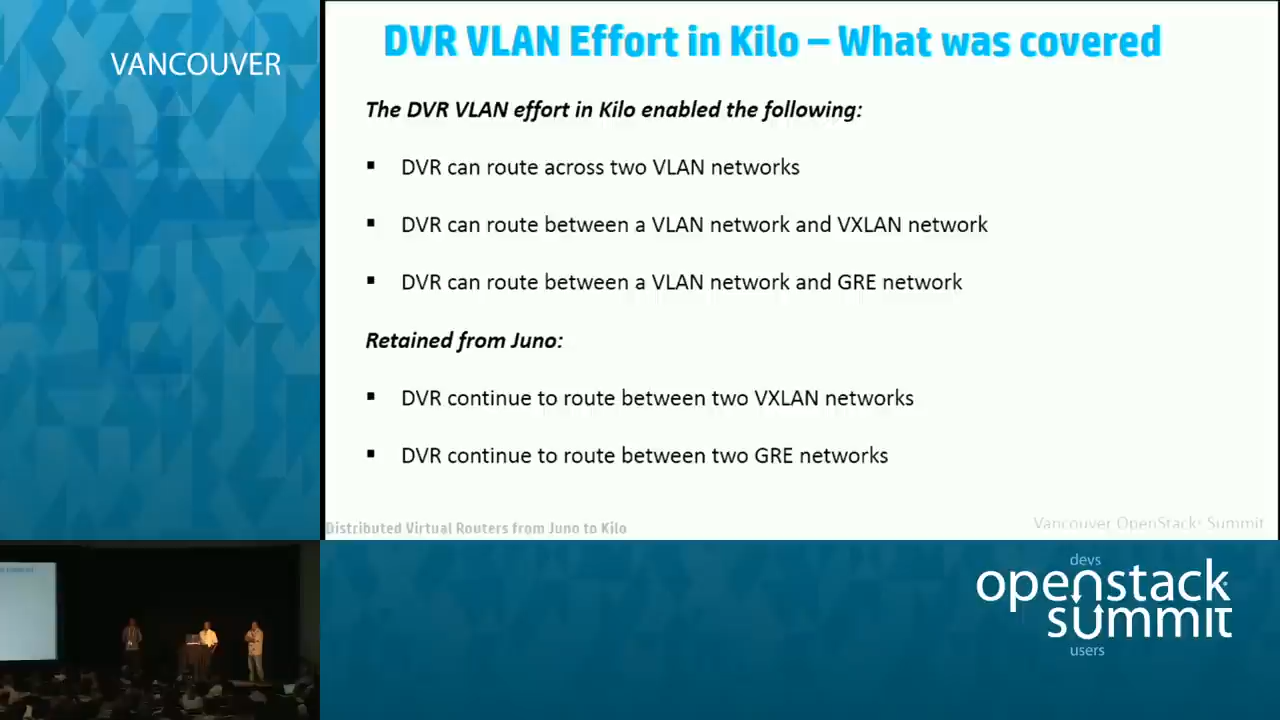 VANCOUVER
DVR VLAN Effort in Kilo – What was covered
The DVR VLAN effort in Kilo enabled the following:
▪ DVR can route across two VLAN networks
▪ DVR can route between a VLAN network and VXLAN network
▪ DVR can route between a VLAN network and GRE network
Retained from Juno:
▪ DVR continue to route between two VXLAN networks
▪ DVR continue to route between two GRE networks
Distributed Virtual Routers from Juno to Kilo
Vancouver OpenStack Summit
devs
openstack
summit
users